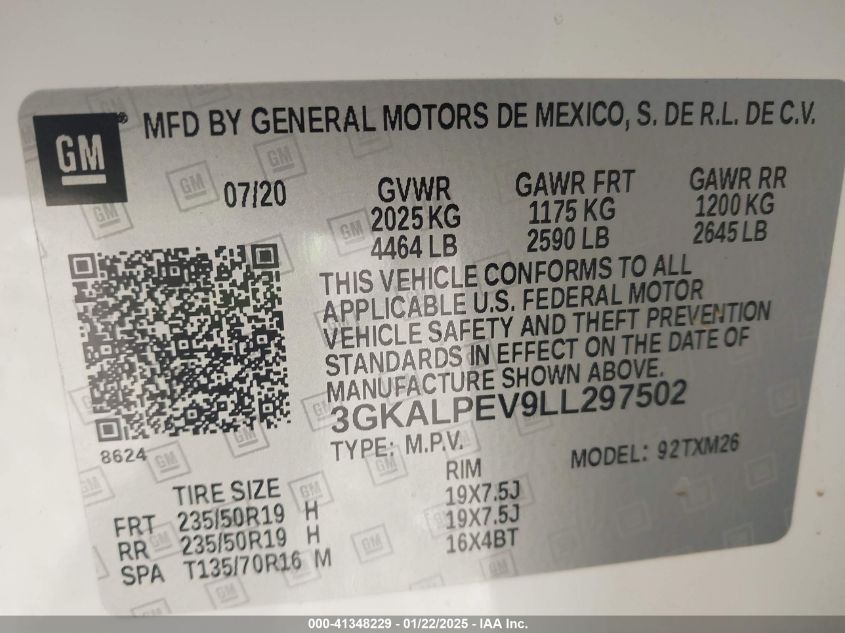 GM ® MFD BY GENERAL MOTORS DE MEXICO, S. DE R.L. DE C.V.
07/20 GVWR GAWR FRT GAWR RR
2025 KG 1175 KG 1200 KG
4464 LB 2590 LB 2645 LB
THIS VEHICLE CONFORMS TO ALL
APPLICABLE U.S. FEDERAL MOTOR
VEHICLE SAFETY AND THEFT PREVENTION
STANDARDS IN EFFECT ON THE DATE OF
MANUFACTURE SHOWN ABOVE.
3GKALPEV9LL297502
8624 TYPE: M.P.V. MODEL: 92TXM26
TIRE SIZE RIM
FRT 235/50R19 H 19X7.5J
RR 235/50R19 H 19X7.5J
SPA T135/70R16 M 16X4BT
000-41348229 - 01/22/2025 - IAA Inc.